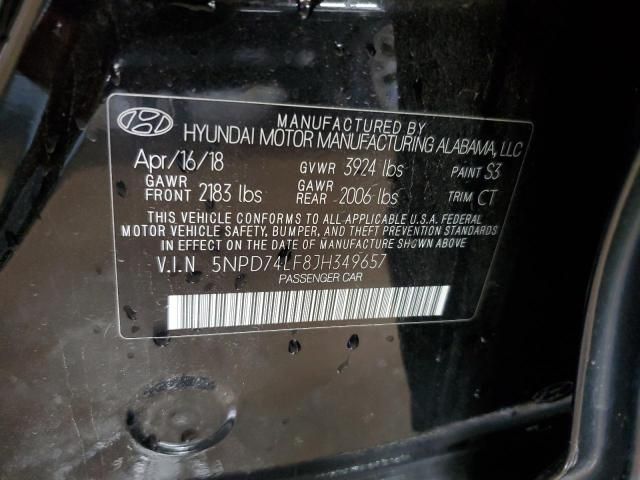 MANUFACTURED BY
HYUNDAI MOTOR MANUFACTURING ALABAMA, LLC
Apr/16/18 GVWR 3924 lbs PAINT S3
GAWR FRONT 2183 lbs GAWR REAR 2006 lbs TRIM CT
THIS VEHICLE CONFORMS TO ALL APPLICABLE U.S.A. FEDERAL
MOTOR VEHICLE SAFETY, BUMPER, AND THEFT PREVENTION STANDARDS
IN EFFECT ON THE DATE OF MANUFACTURE SHOWN ABOVE
V.I.N 5NPD74LF8JH349657
PASSENGER CAR